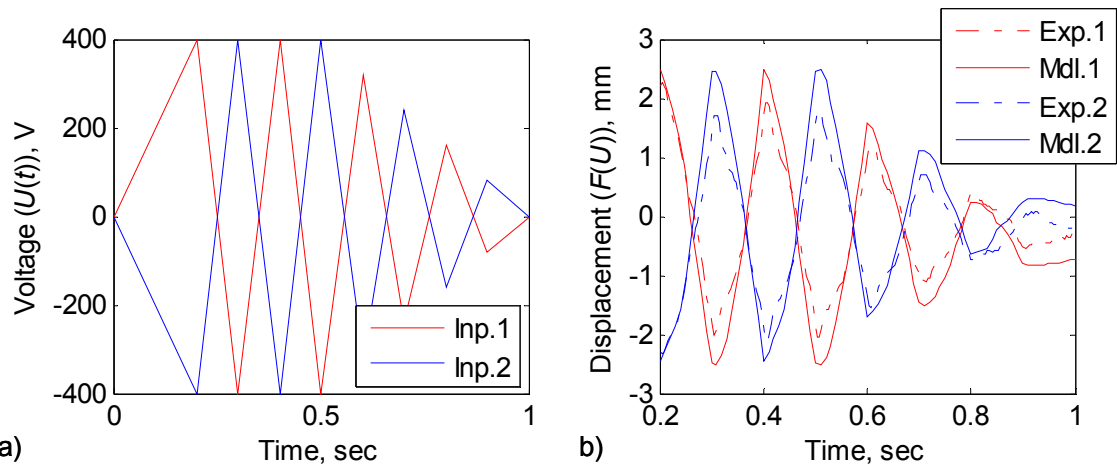 400
200
0
-200
-400
Voltage (U(t)), V
0
0.5
1
Time, sec
a)
Inp.1
Inp.2
3
2
1
0
-1
-2
-3
Displacement (F(U)), mm
0.2
0.4
0.6
0.8
1
Time, sec
b)
Exp.1
Mdl.1
Exp.2
Mdl.2